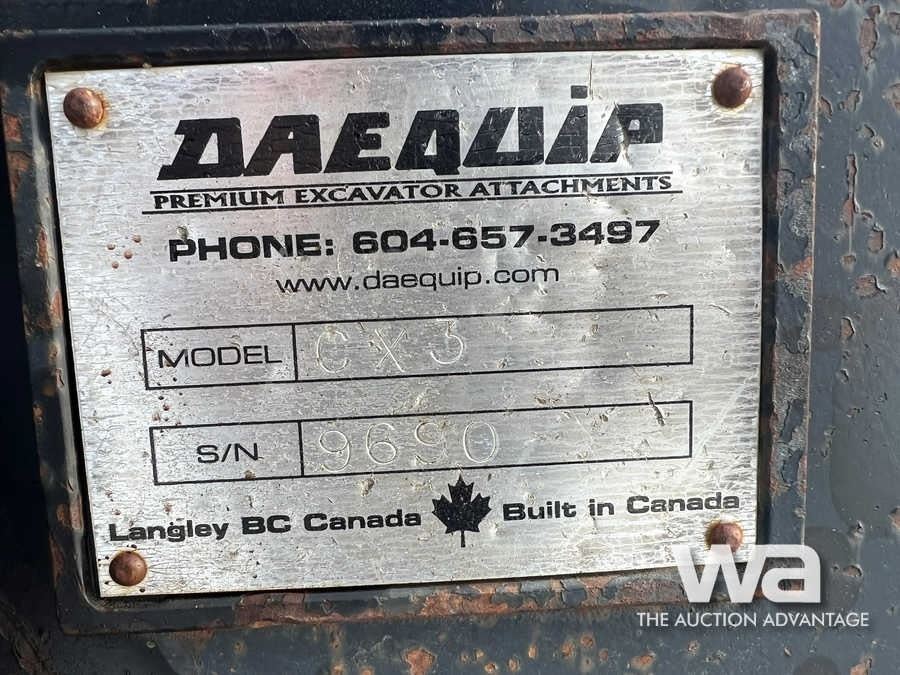 DAEQUIP
PREMIUM EXCAVATOR ATTACHMENTS
PHONE: 604-657-3497
www.daequip.com
MODEL CX3
S/N 9690
Langley BC Canada Built in Canada
wa
THE AUCTION ADVANTAGE